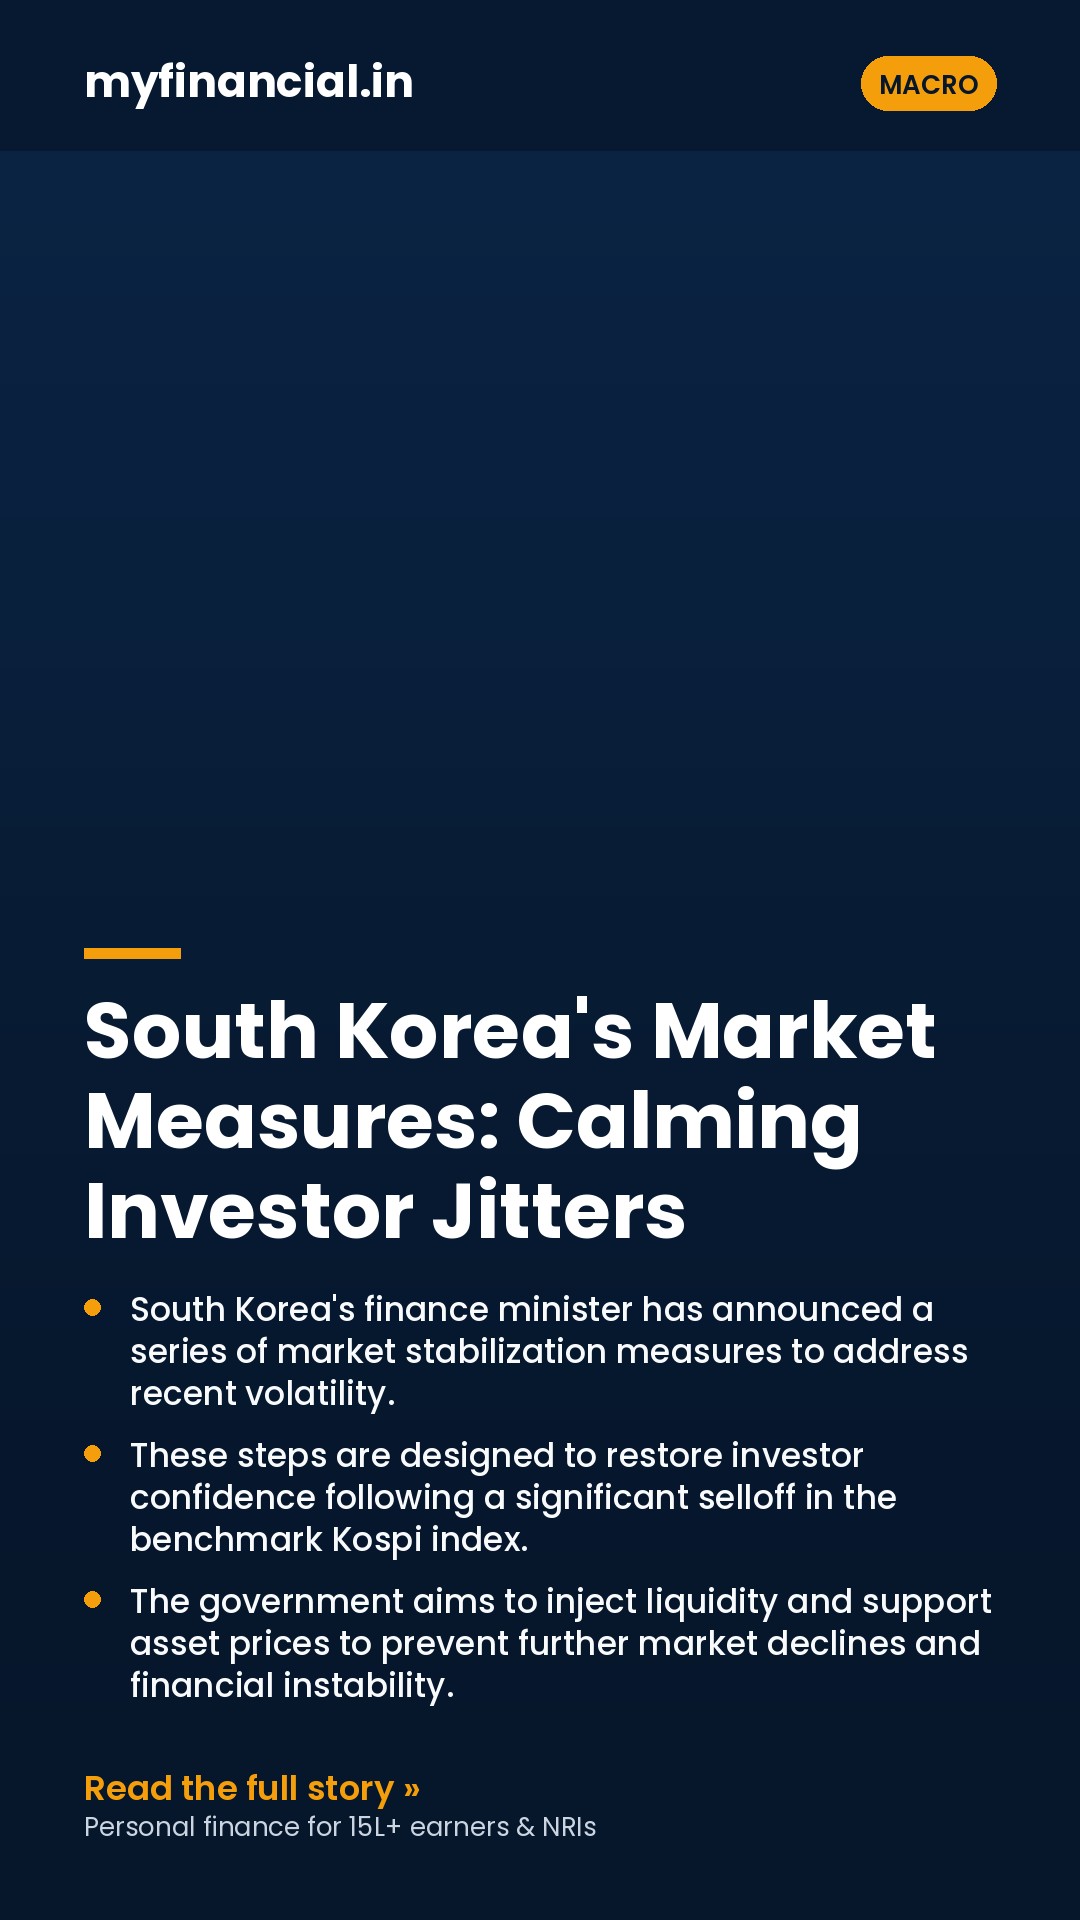 myfinancial.in
MACRO
South Korea's Market
Measures: Calming
Investor Jitters
South Korea's finance minister has announced a
series of market stabilization measures to address
recent volatility.
These steps are designed to restore investor
confidence following a significant selloff in the
benchmark Kospi index.
The government aims to inject liquidity and support
asset prices to prevent further market declines and
financial instability.
Read the full story »
Personal finance for 15L+ earners & NRIs